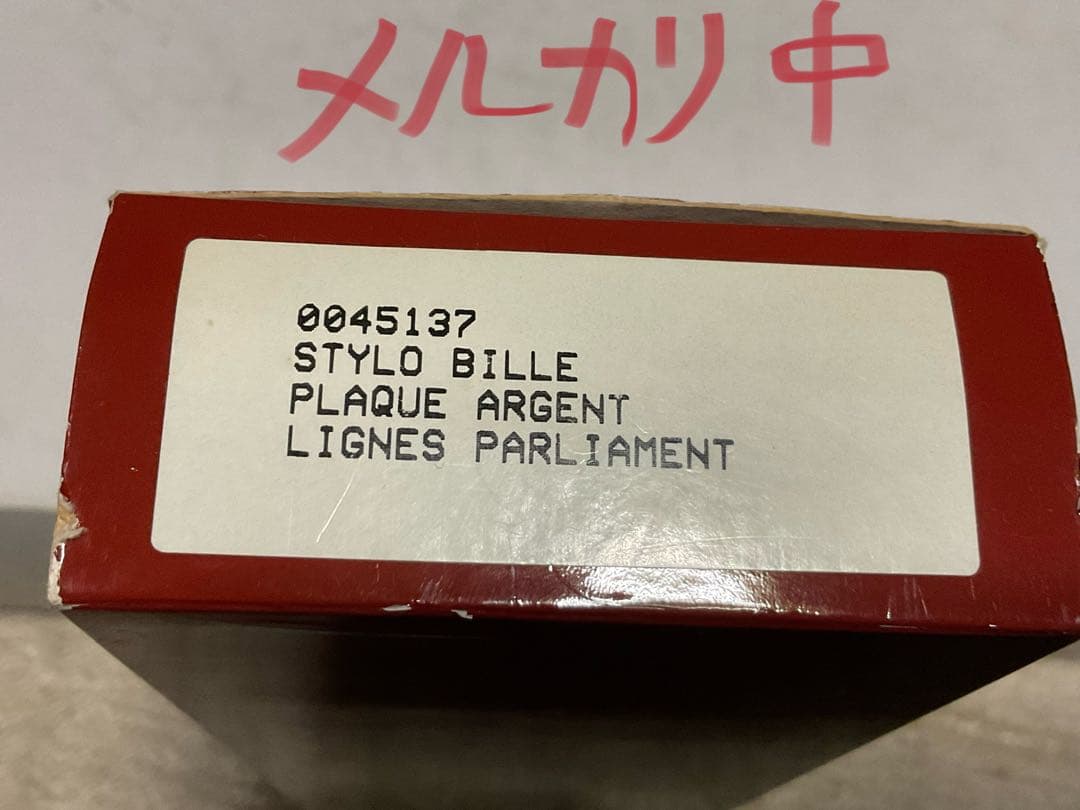 メルカリ中
0045137
STYLO BILLE
PLAQUE ARGENT
LIGNES PARLIAMENT